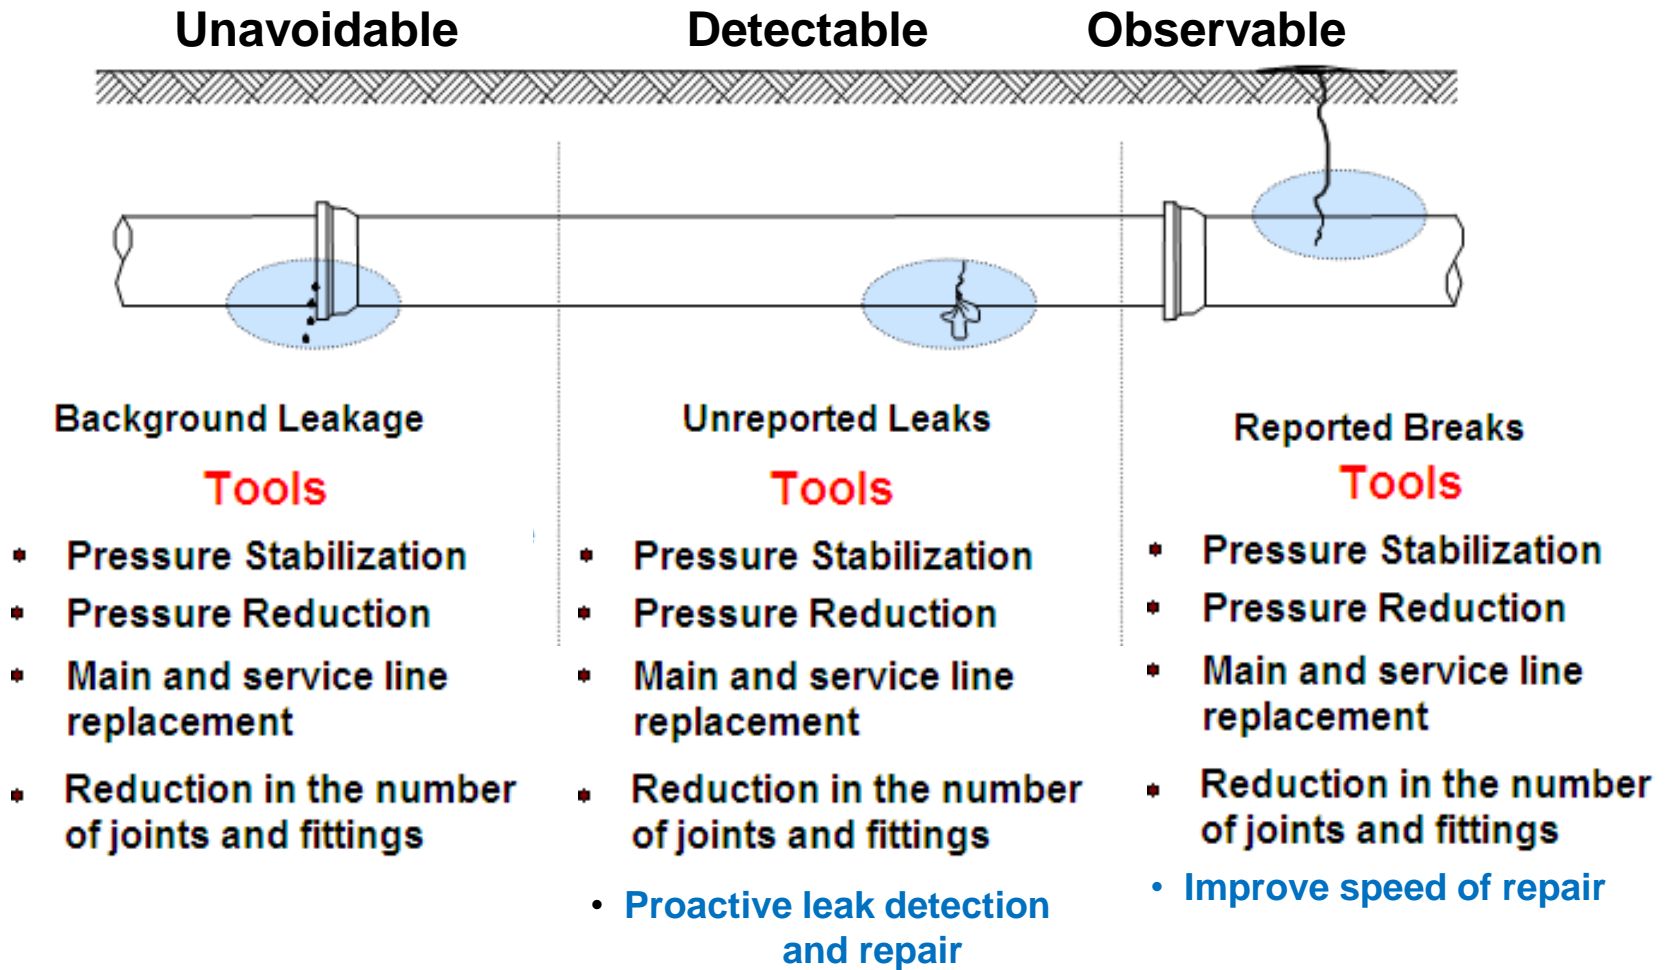 Unavoidable
Detectable
Observable
Background Leakage
Tools
• Pressure Stabilization
• Pressure Reduction
• Main and service line
replacement
• Reduction in the number
of joints and fittings
Unreported Leaks
Tools
• Pressure Stabilization
• Pressure Reduction
• Main and service line
replacement
• Reduction in the number
of joints and fittings
• Proactive leak detection
and repair
Reported Breaks
Tools
• Pressure Stabilization
• Pressure Reduction
• Main and service line
replacement
• Reduction in the number
of joints and fittings
• Improve speed of repair